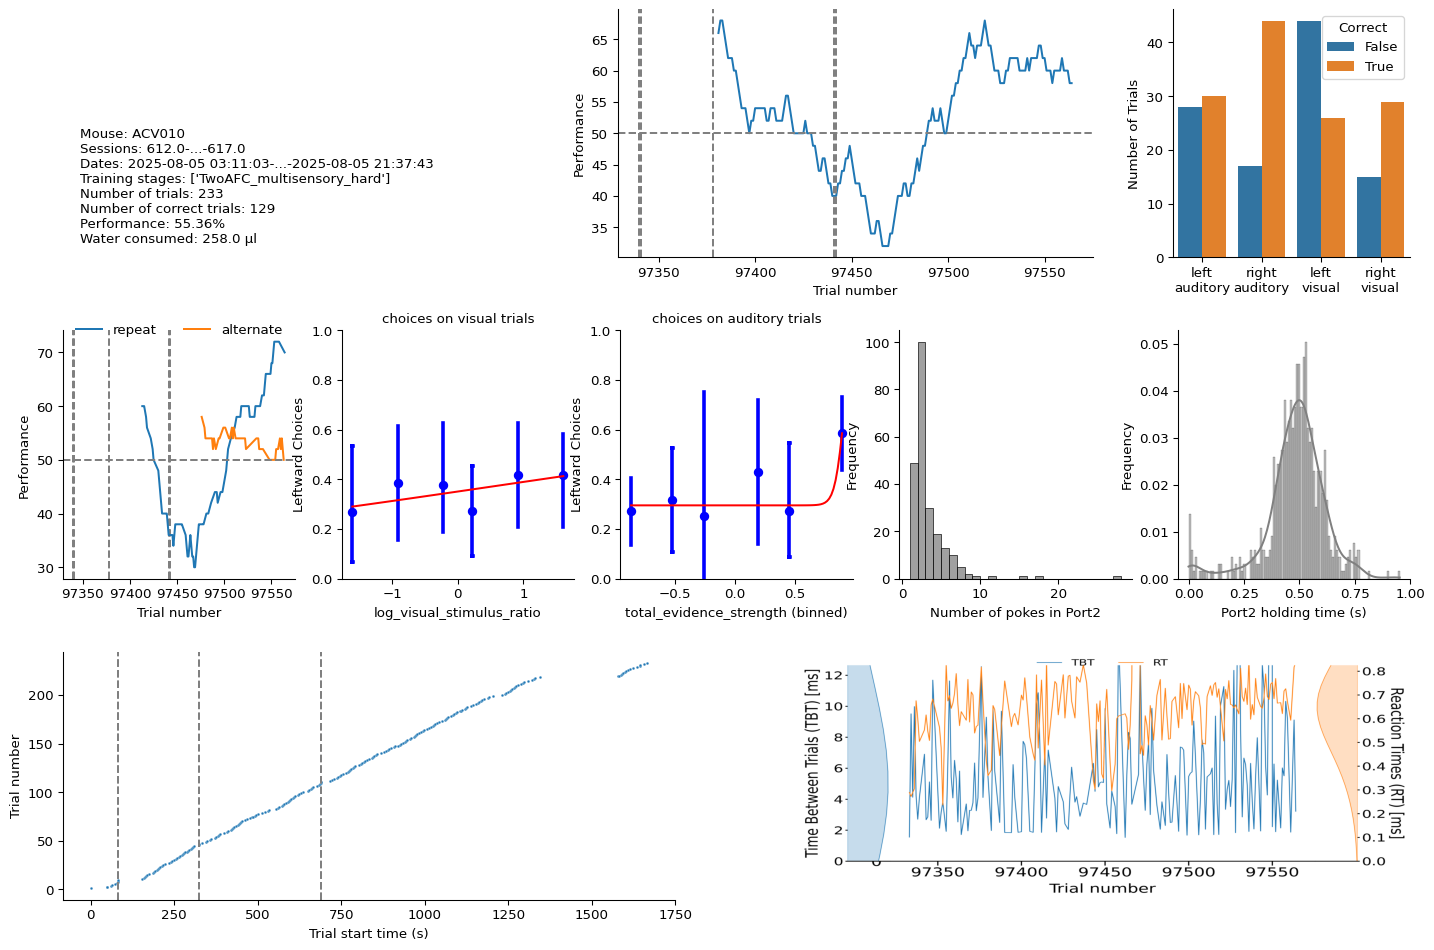 Mouse: ACV010
Sessions: 612.0-...-617.0
Dates: 2025-08-05 03:11:03-...-2025-08-05 21:37:43
Training stages: ['TwoAFC_multisensory_hard']
Number of trials: 233
Number of correct trials: 129
Performance: 55.36%
Water consumed: 258.0 µl
Performance
65
60
55
50
45
40
35
97350 97400 97450 97500 97550
Trial number
Number of Trials
40
30
20
10
0
Correct
False
True
left auditory
right auditory
left visual
right visual
repeat alternate
Performance
70
60
50
40
30
97350 97400 97450 97500 97550
Trial number
choices on visual trials
Leftward Choices
1.0
0.8
0.6
0.4
0.2
0.0
−1 0 1
log_visual_stimulus_ratio
choices on auditory trials
Leftward Choices
1.0
0.8
0.6
0.4
0.2
0.0
−0.5 0.0 0.5
total_evidence_strength (binned)
Frequency
100
80
60
40
20
0
0 10 20
Number of pokes in Port2
Frequency
0.05
0.04
0.03
0.02
0.01
0.00
0.00 0.25 0.50 0.75 1.00
Port2 holding time (s)
Trial number
200
150
100
50
0
0 250 500 750 1000 1250 1500 1750
Trial start time (s)
TBT RT
Time Between Trials (TBT) [ms]
12
10
8
6
4
2
0
0
97350 97400 97450 97500 97550
Trial number
0.8
0.7
0.6
0.5
0.4
0.3
0.2
0.1
0.0
Reaction Times (RT) [ms]